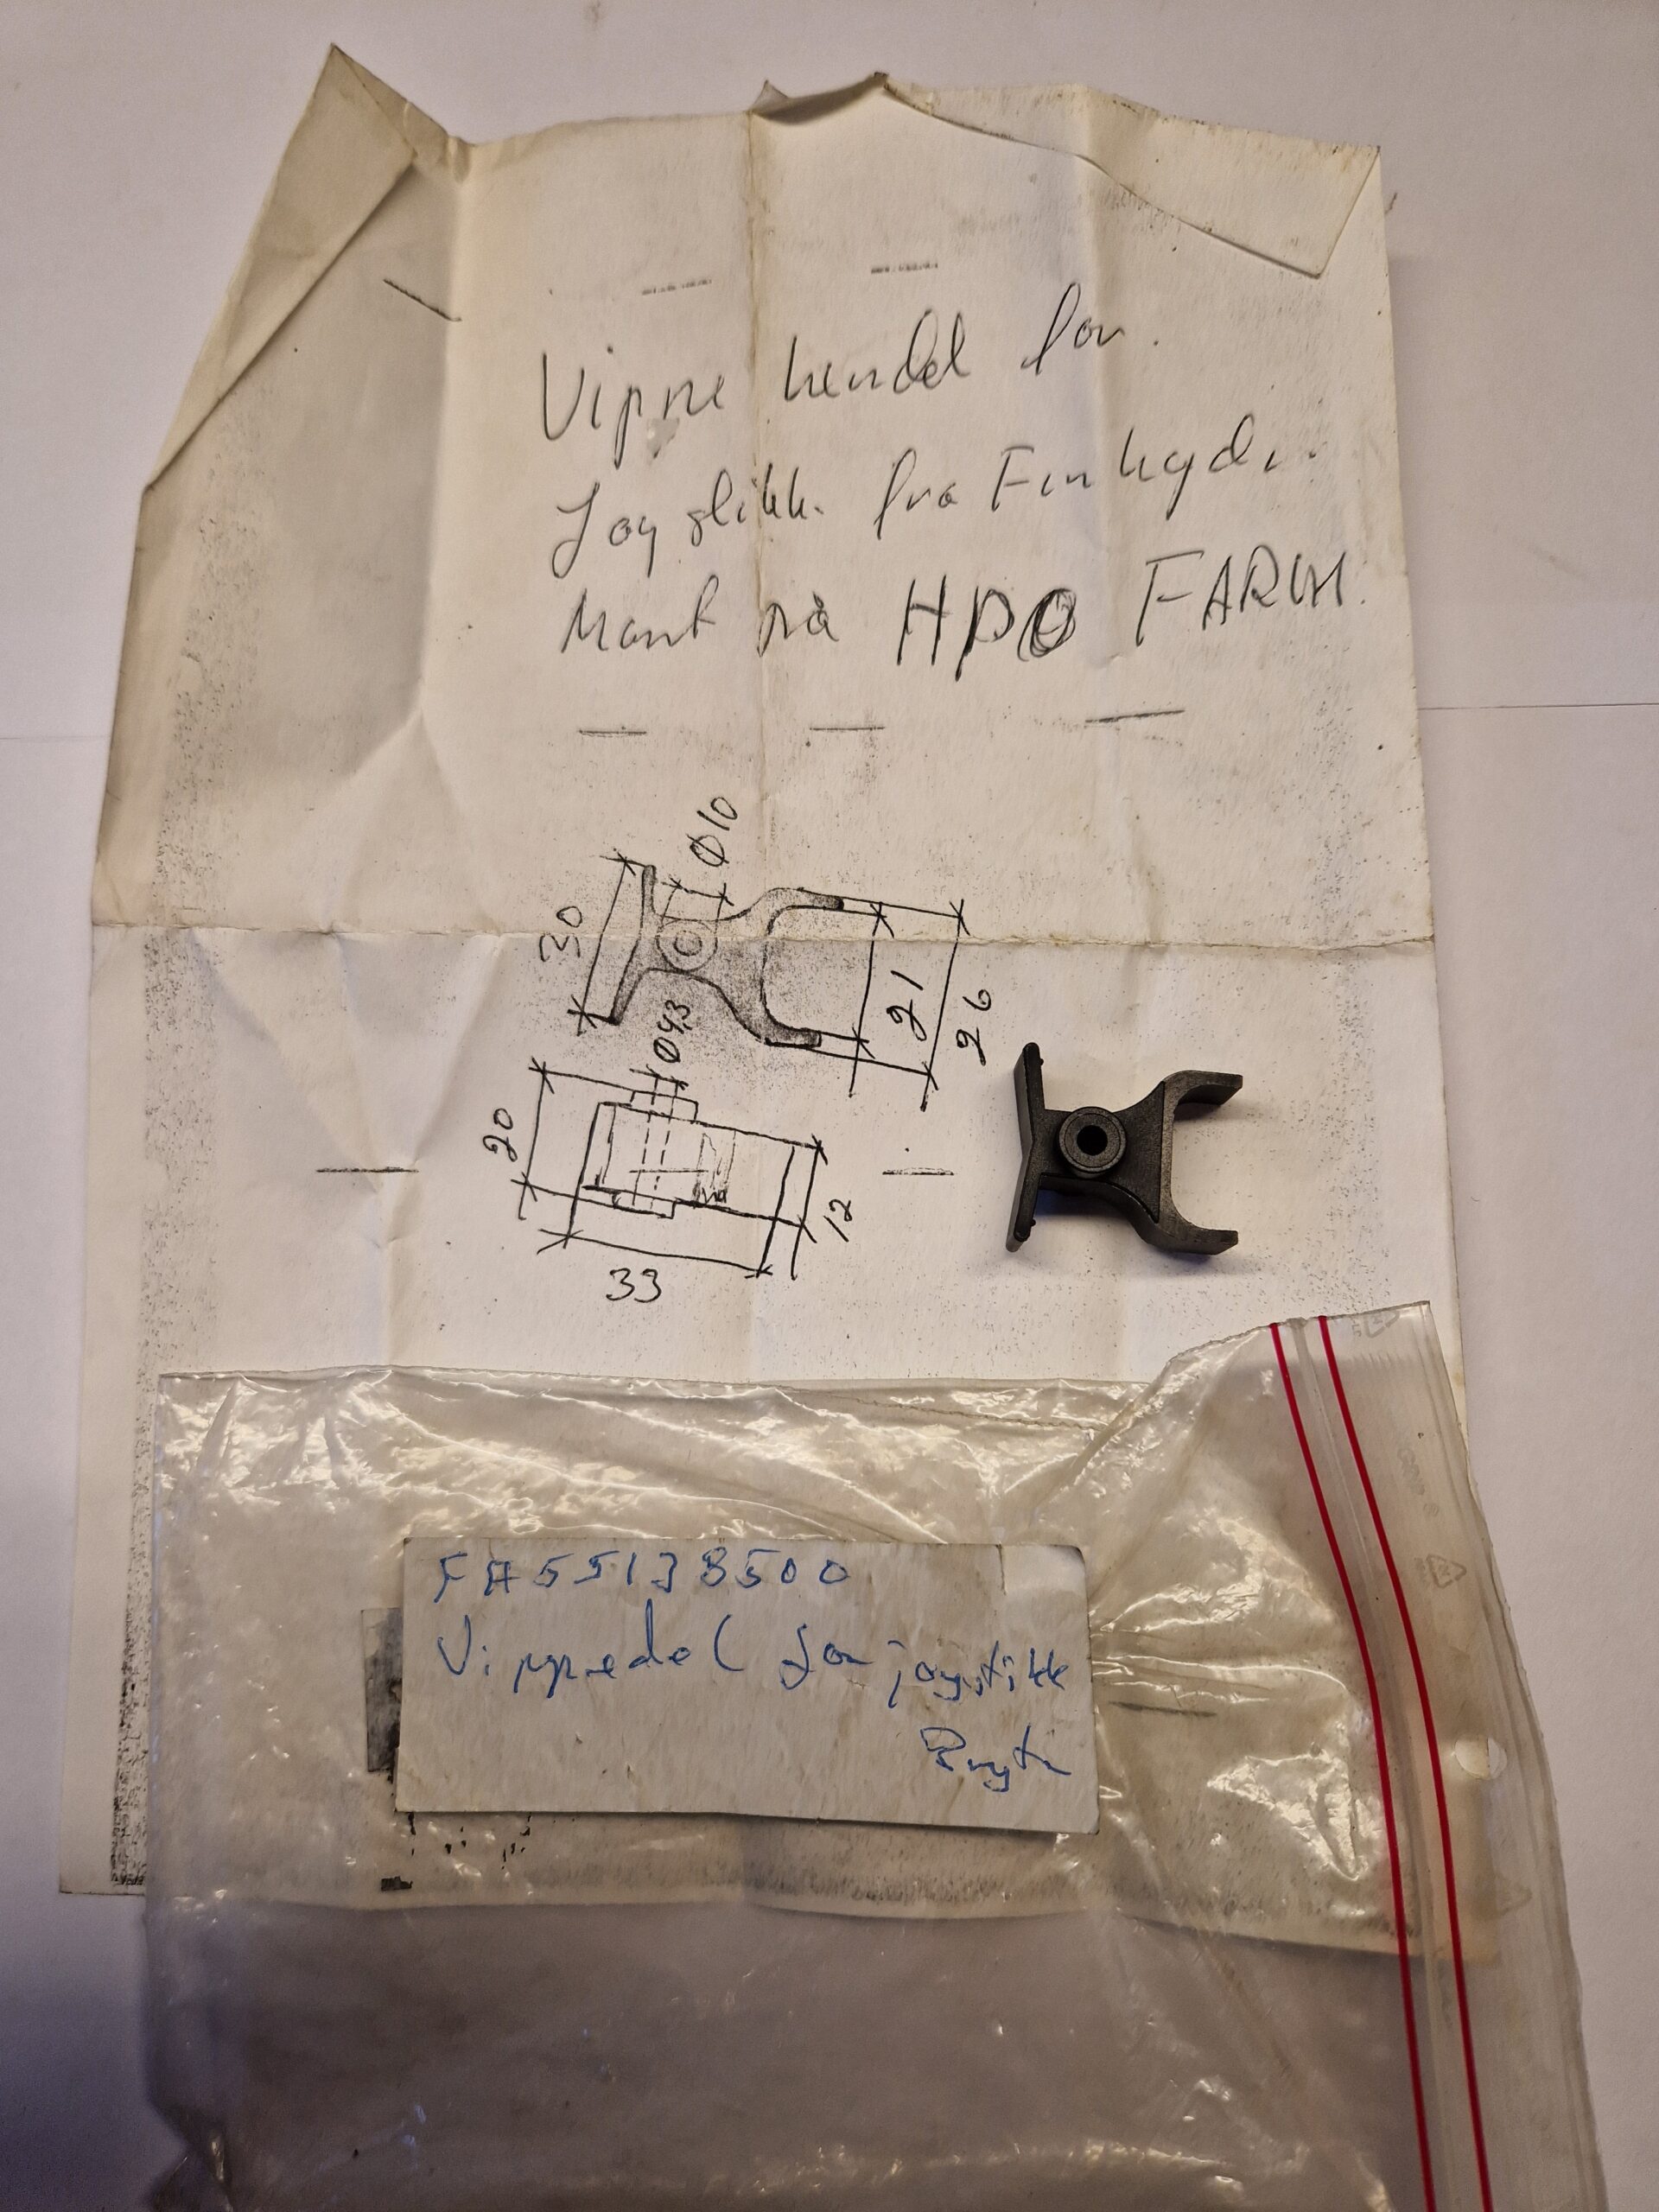 Vippe hendel for.
Joystikk. fra Finhydr.
Mont på HPO FARM.
Ø10
30
Ø4,3
21
26
20
12
33
FA55138500
Vippedel for joystikk